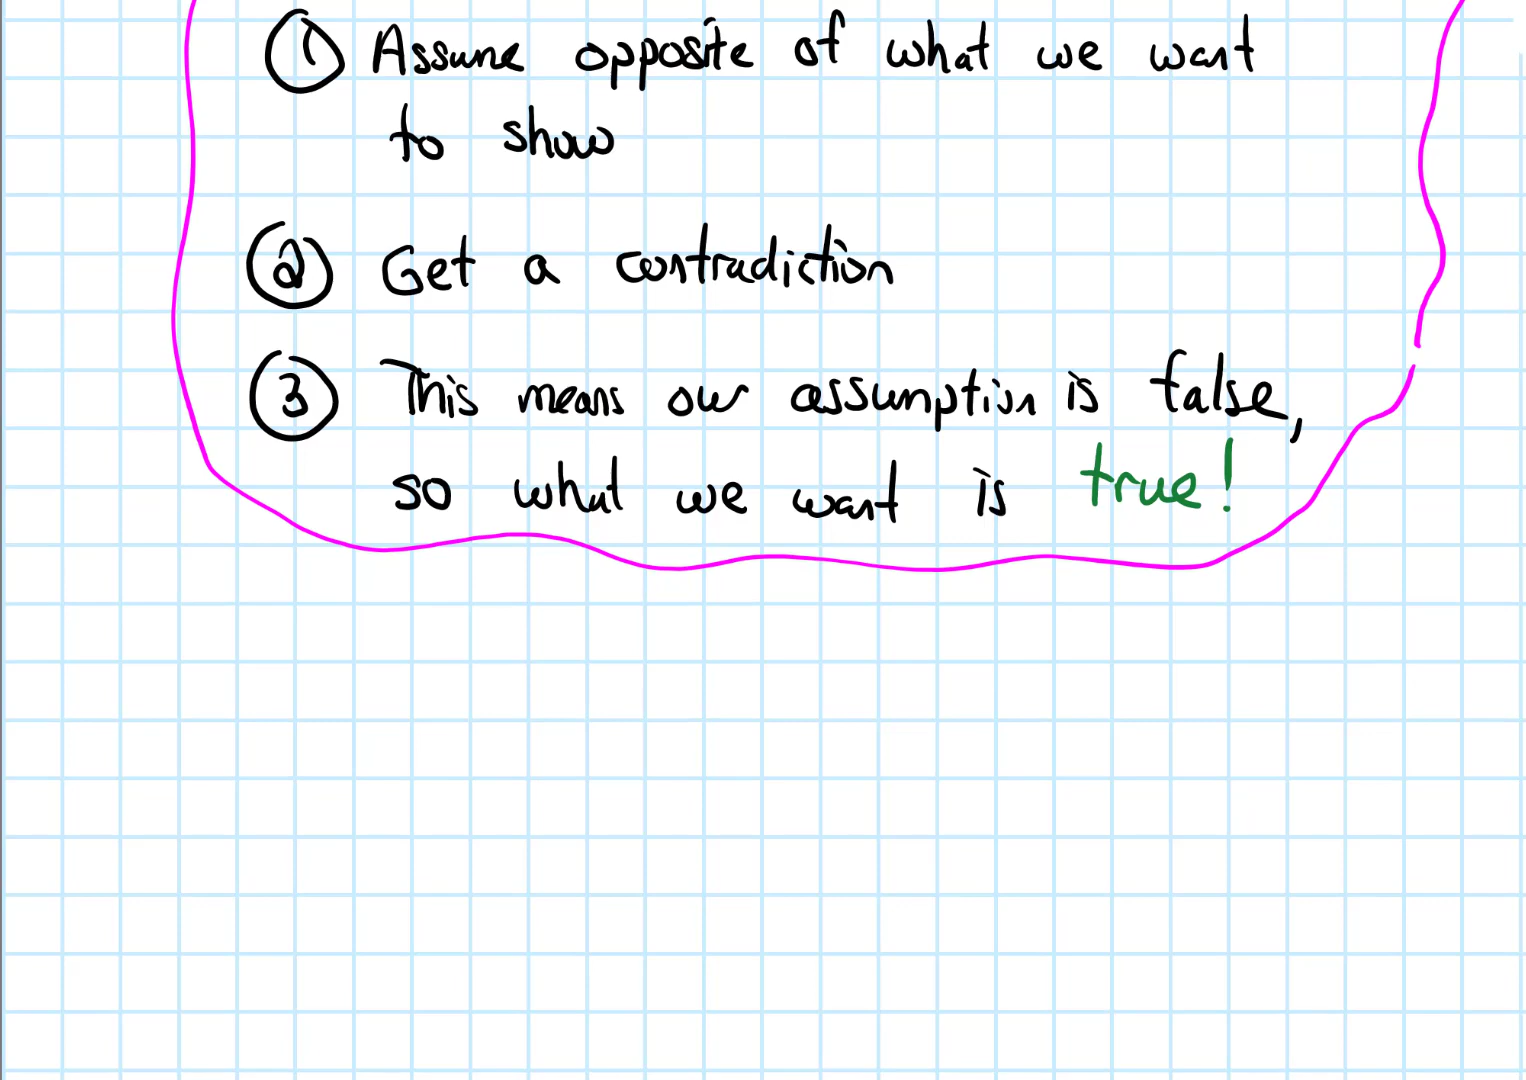 ① Assume opposite of what we want
to show
② Get a contradiction
③ This means our assumption is false,
so what we want is true!